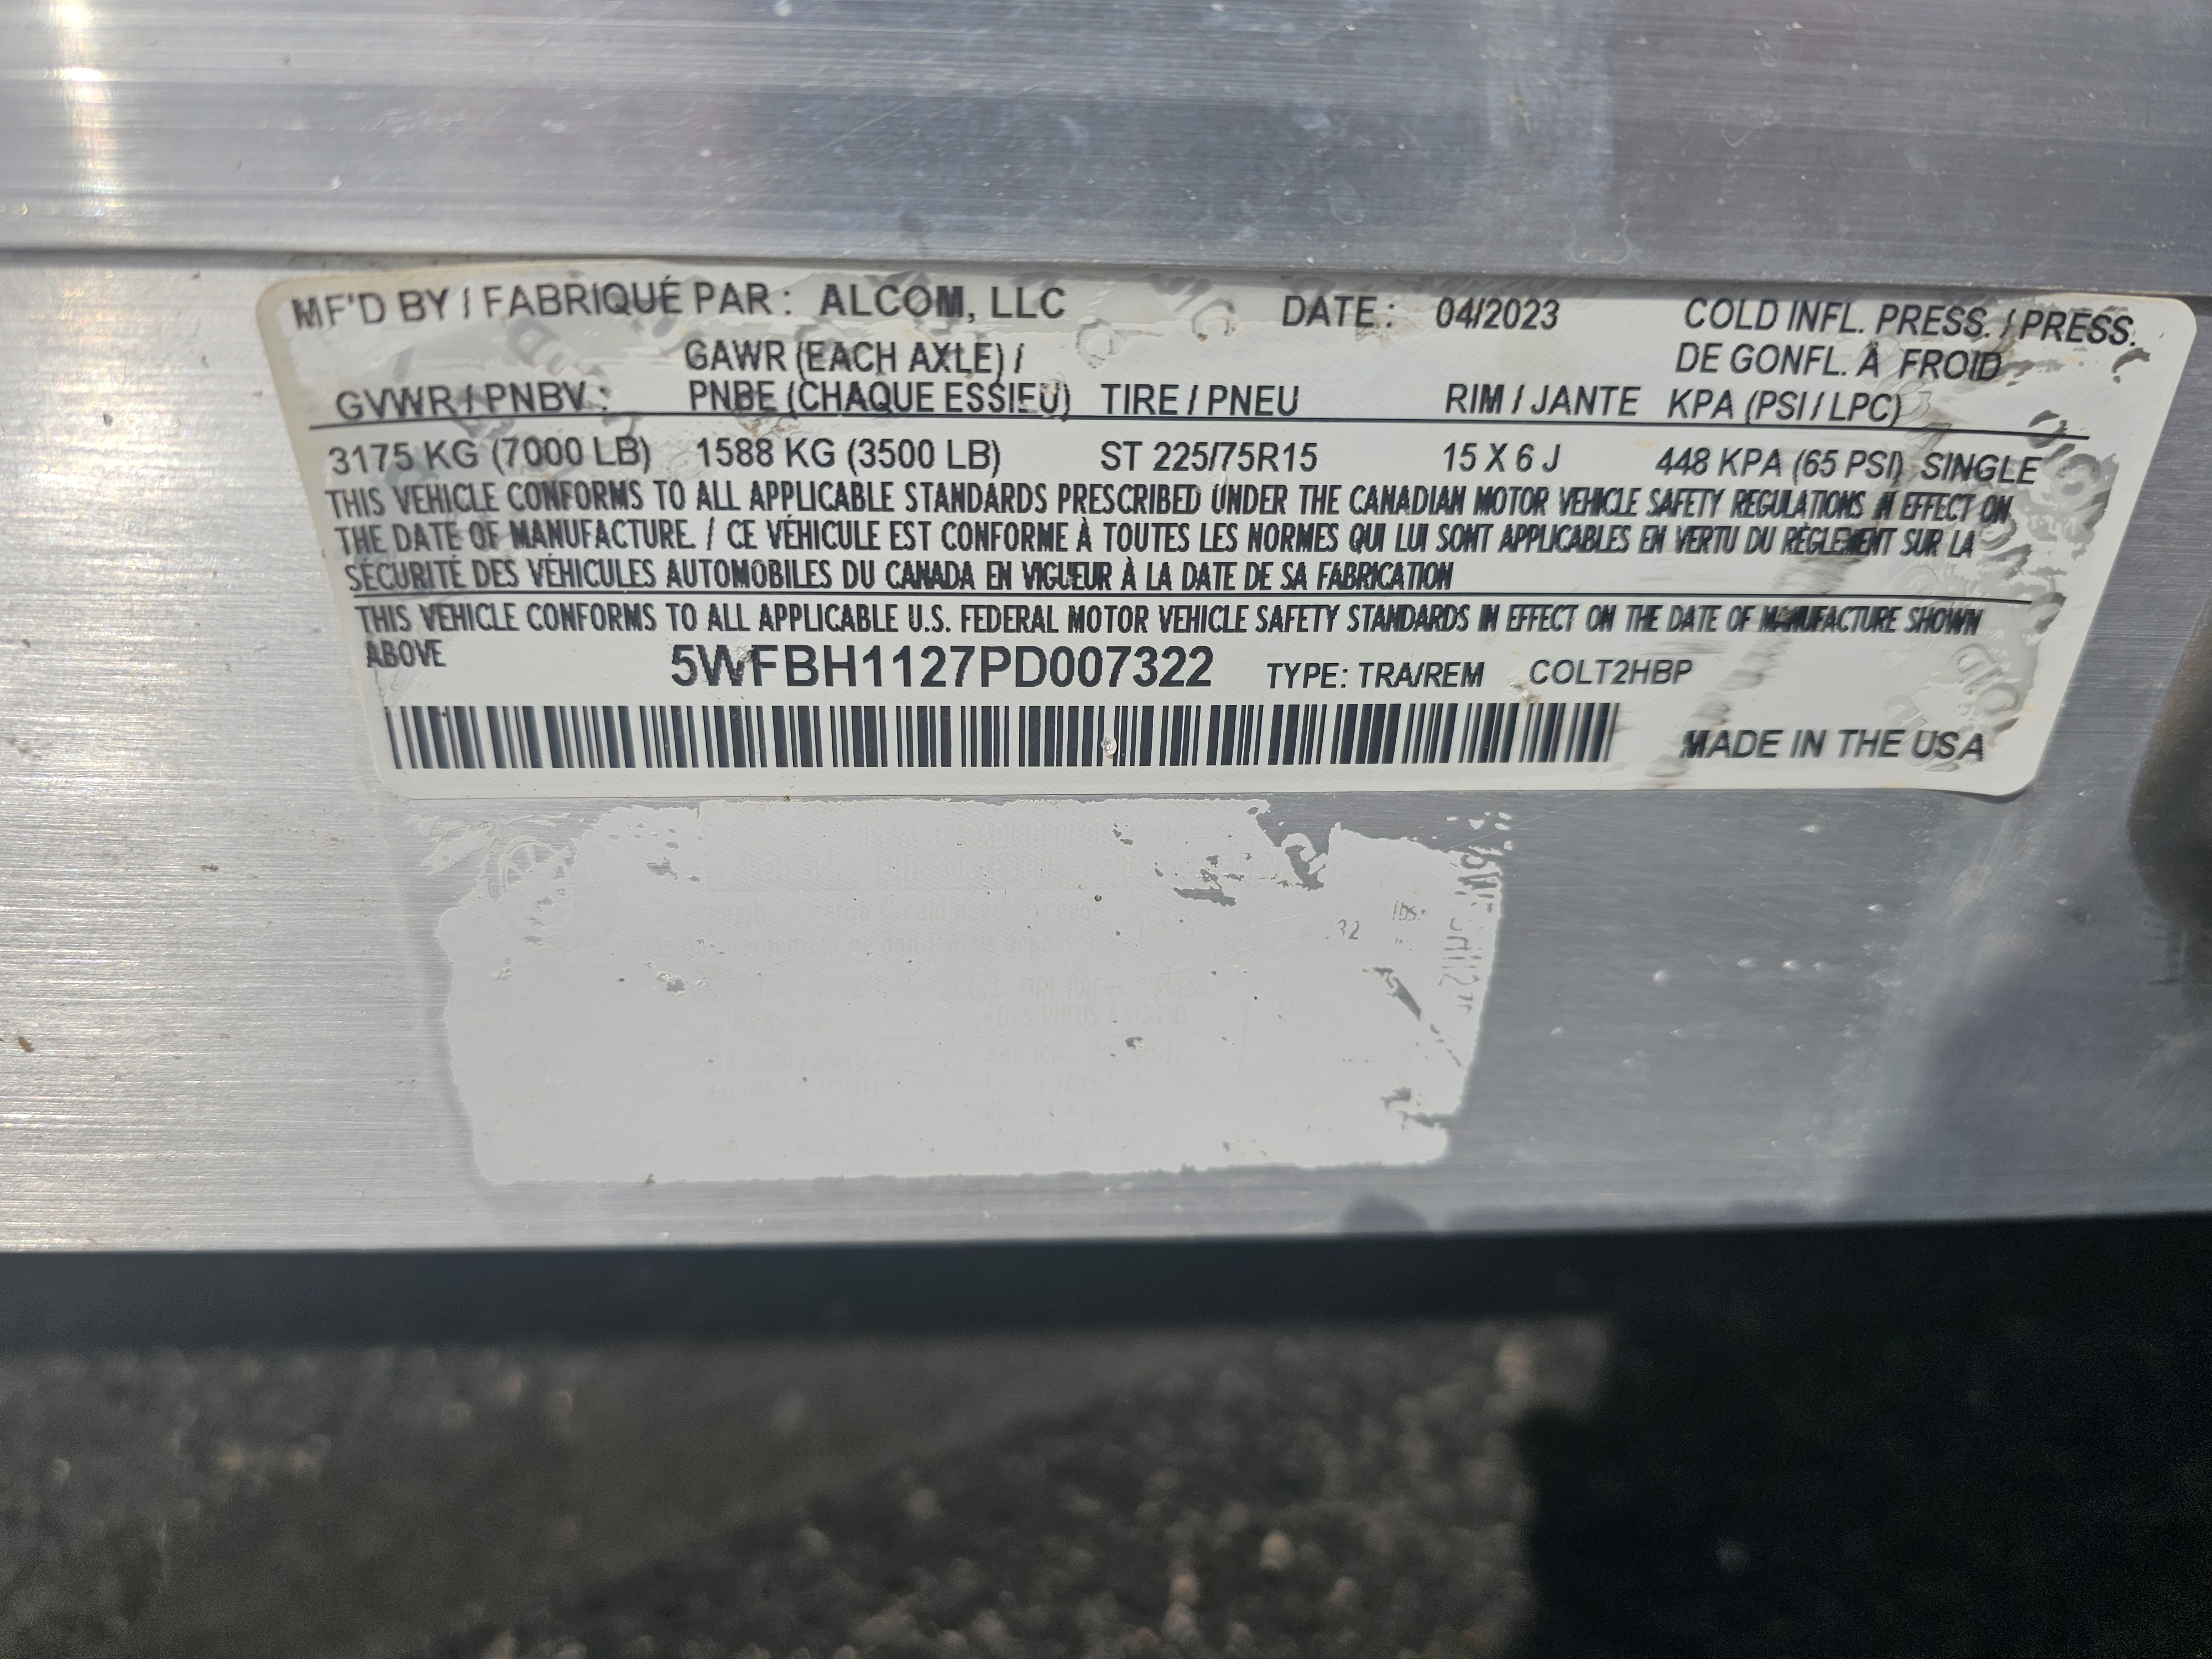 MF'D BY / FABRIQUÉ PAR : ALCOM, LLC DATE : 04/2023 COLD INFL. PRESS. / PRESS.
GAWR (EACH AXLE) / DE GONFL. À FROID
GVWR / PNBV : PNBE (CHAQUE ESSIEU) TIRE / PNEU RIM / JANTE KPA (PSI / LPC)
3175 KG (7000 LB) 1588 KG (3500 LB) ST 225/75R15 15 X 6 J 448 KPA (65 PSI) SINGLE
THIS VEHICLE CONFORMS TO ALL APPLICABLE STANDARDS PRESCRIBED UNDER THE CANADIAN MOTOR VEHICLE SAFETY REGULATIONS IN EFFECT ON
THE DATE OF MANUFACTURE. / CE VÉHICULE EST CONFORME À TOUTES LES NORMES QUI LUI SONT APPLICABLES EN VERTU DU RÈGLEMENT SUR LA
SÉCURITÉ DES VÉHICULES AUTOMOBILES DU CANADA EN VIGUEUR À LA DATE DE SA FABRICATION
THIS VEHICLE CONFORMS TO ALL APPLICABLE U.S. FEDERAL MOTOR VEHICLE SAFETY STANDARDS IN EFFECT ON THE DATE OF MANUFACTURE SHOWN
ABOVE 5WFBH1127PD007322 TYPE: TRA/REM COLT2HBP
MADE IN THE USA
lbs.